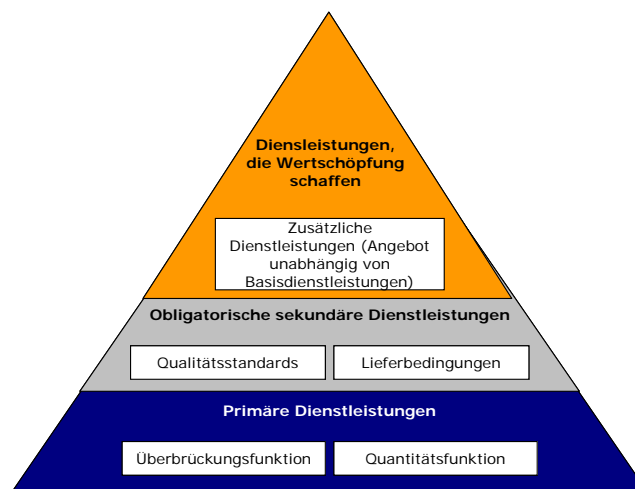 Diensleistungen,
die Wertschöpfung
schaffen
Zusätzliche
Dienstleistungen (Angebot
unabhängig von
Basisdienstleistungen)
Obligatorische sekundäre Dienstleistungen
Qualitätsstandards
Lieferbedingungen
Primäre Dienstleistungen
Überbrückungsfunktion
Quantitätsfunktion